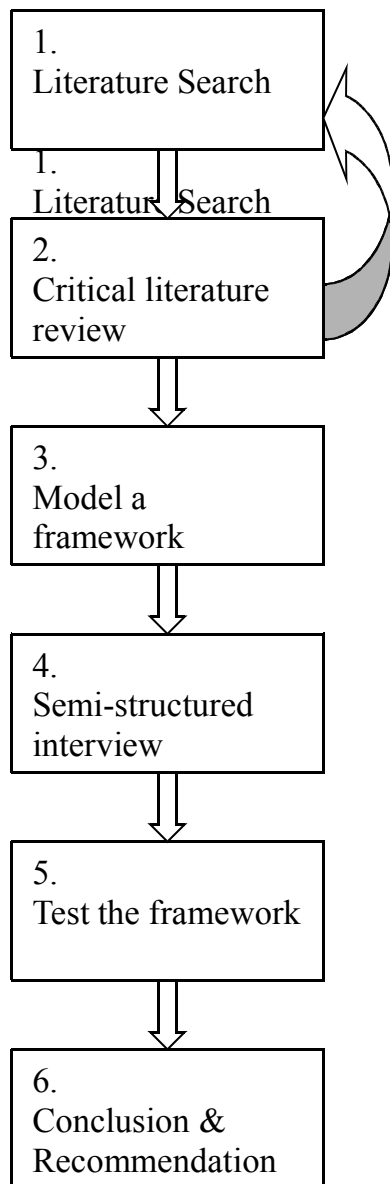 1.
Literature Search
1.
Literature Search
2.
Critical literature
review
3.
Model a
framework
4.
Semi-structured
interview
5.
Test the framework
6.
Conclusion &
Recommendation